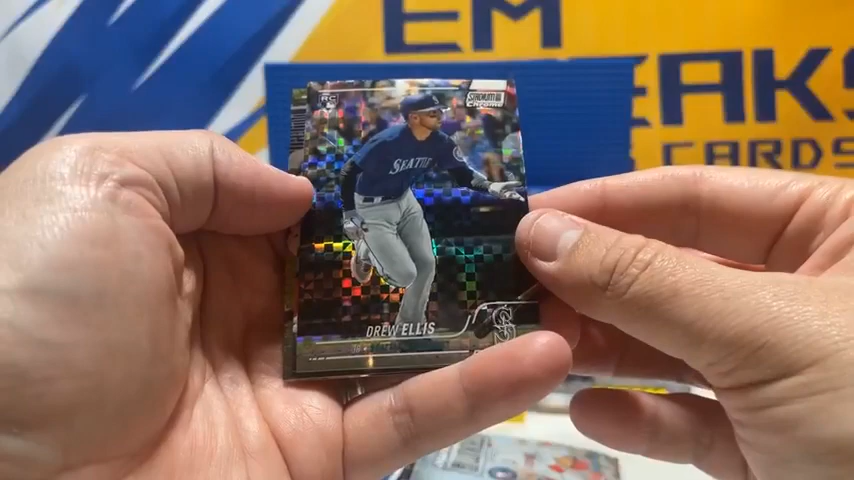 EM
EAKS
CARDS
RC
STADIUM CLUB
Chrome
SEATTLE
DREW ELLIS
S